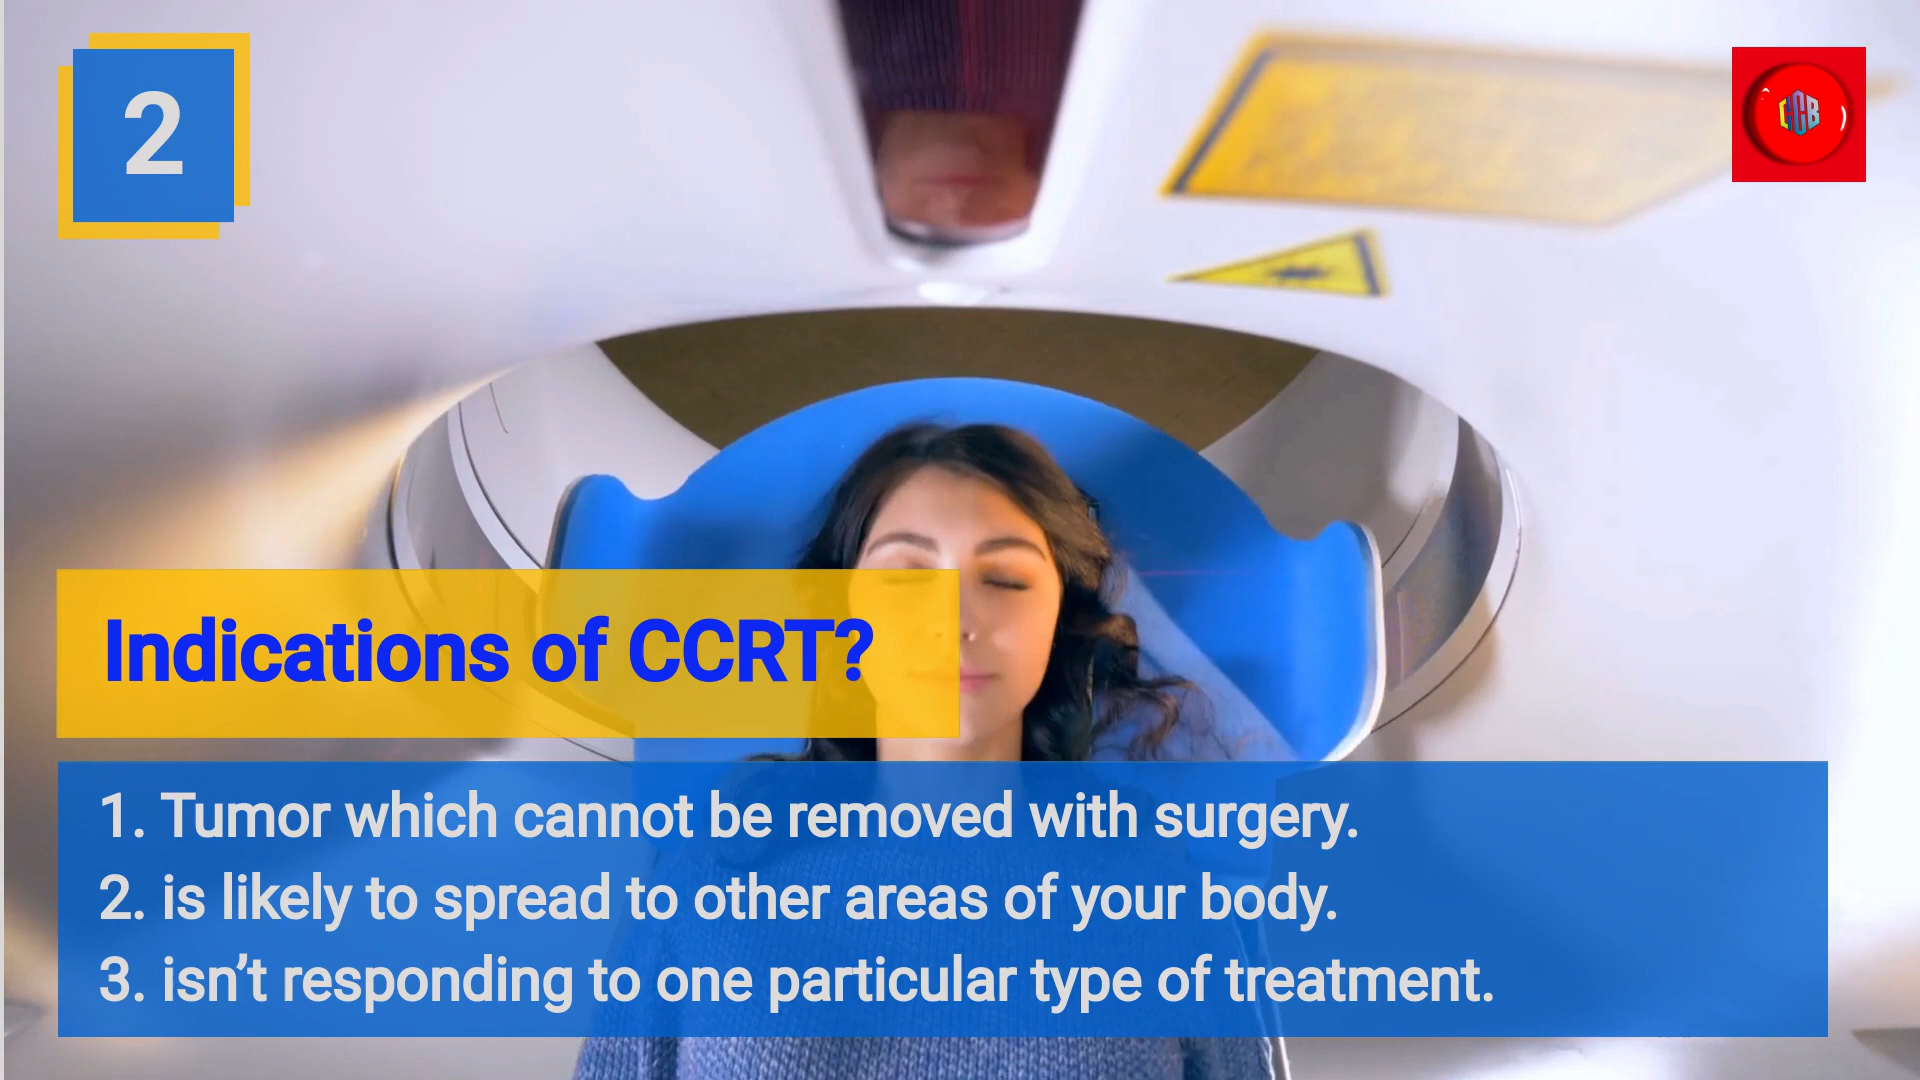 2
HCB
Indications of CCRT?
1. Tumor which cannot be removed with surgery.
2. is likely to spread to other areas of your body.
3. isn’t responding to one particular type of treatment.